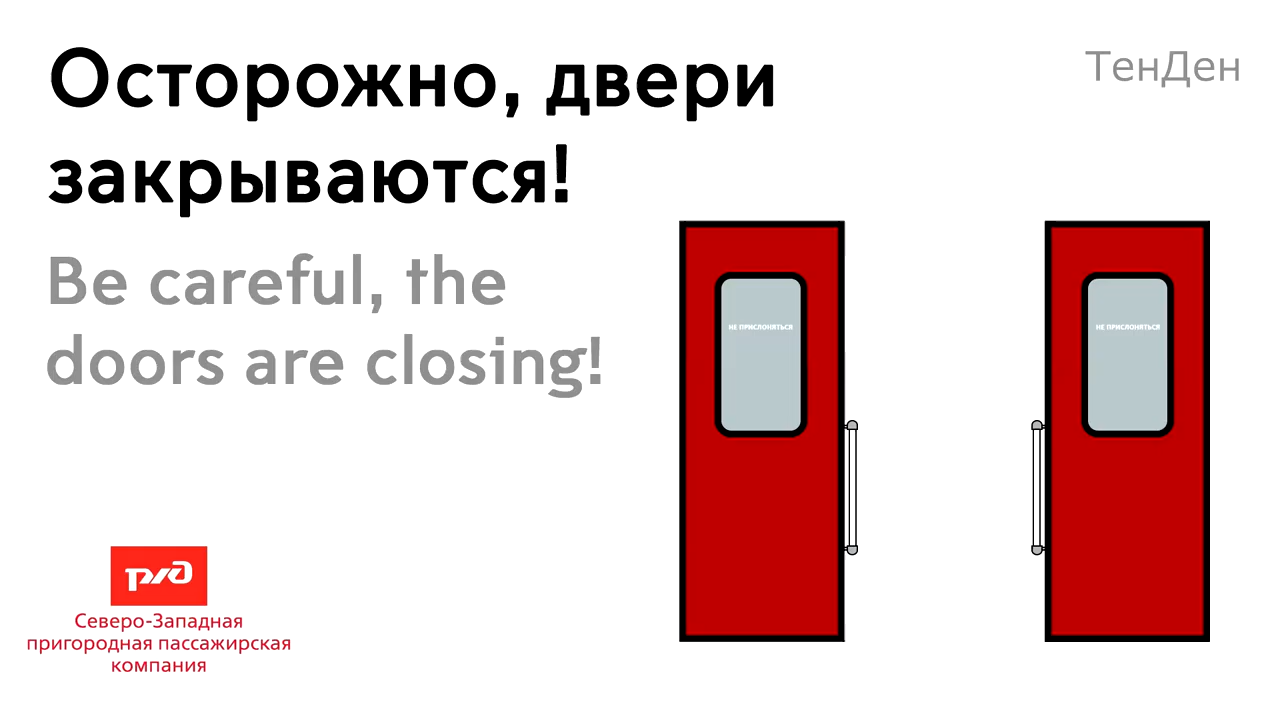 Осторожно, двери
закрываются!
ТенДен
Be careful, the
doors are closing!
НЕ ПРИСЛОНЯТЬСЯ
НЕ ПРИСЛОНЯТЬСЯ
ржд
Северо-Западная
пригородная пассажирская
компания